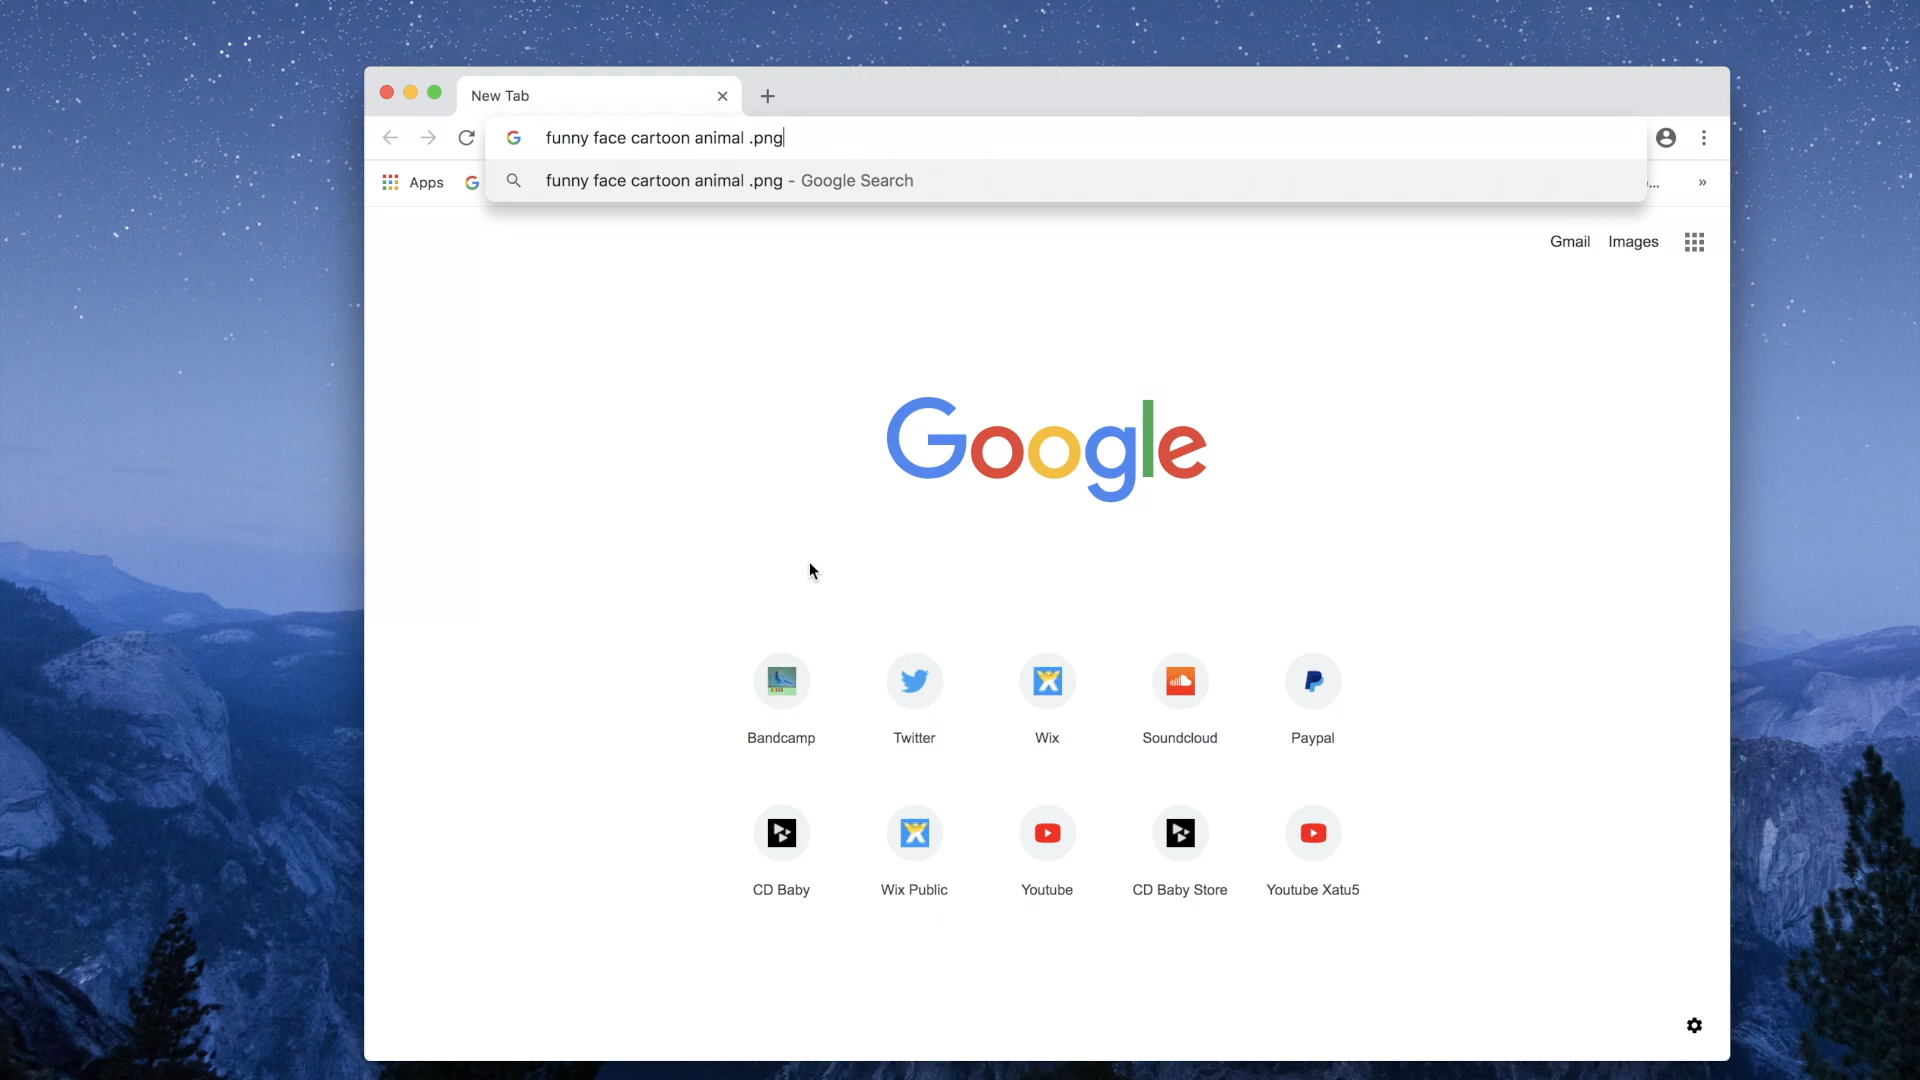 New Tab
funny face cartoon animal .png
Apps
funny face cartoon animal .png - Google Search
...
»
Gmail Images
Google
Bandcamp Twitter Wix Soundcloud Paypal
CD Baby Wix Public Youtube CD Baby Store Youtube Xatu5